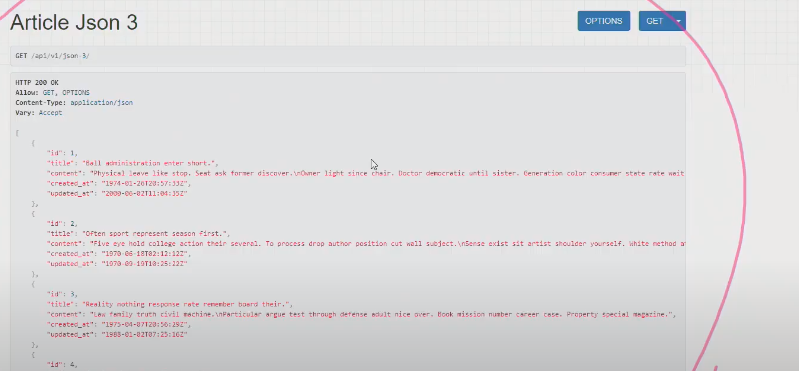 Article Json 3
OPTIONS
GET
GET /api/v1/json-3/
HTTP 200 OK
Allow: GET, OPTIONS
Content-Type: application/json
Vary: Accept
[
{
"id": 1,
"title": "Ball administration enter short.",
"content": "Physical leave like stop. Seat ask former discover.\nOwner light since chair. Doctor democratic until sister. Generation color consumer state rate wait
"created_at": "1974-01-26T20:57:33Z",
"updated_at": "2000-06-02T11:04:35Z"
},
{
"id": 2,
"title": "Often sport represent season first.",
"content": "Five eye hold college action their several. To process drop author position cut wall subject.\nSense exist sit artist shoulder yourself. White method a
"created_at": "1970-06-18T02:12:12Z",
"updated_at": "1970-09-19T10:25:22Z"
},
{
"id": 3,
"title": "Reality nothing response rate remember board their.",
"content": "Law family truth civil machine.\nParticular argue test through defense adult nice over. Book mission number career case. Property special magazine.",
"created_at": "1975-04-07T20:56:29Z",
"updated_at": "1988-01-02T07:25:16Z"
},
{
"id": 4,